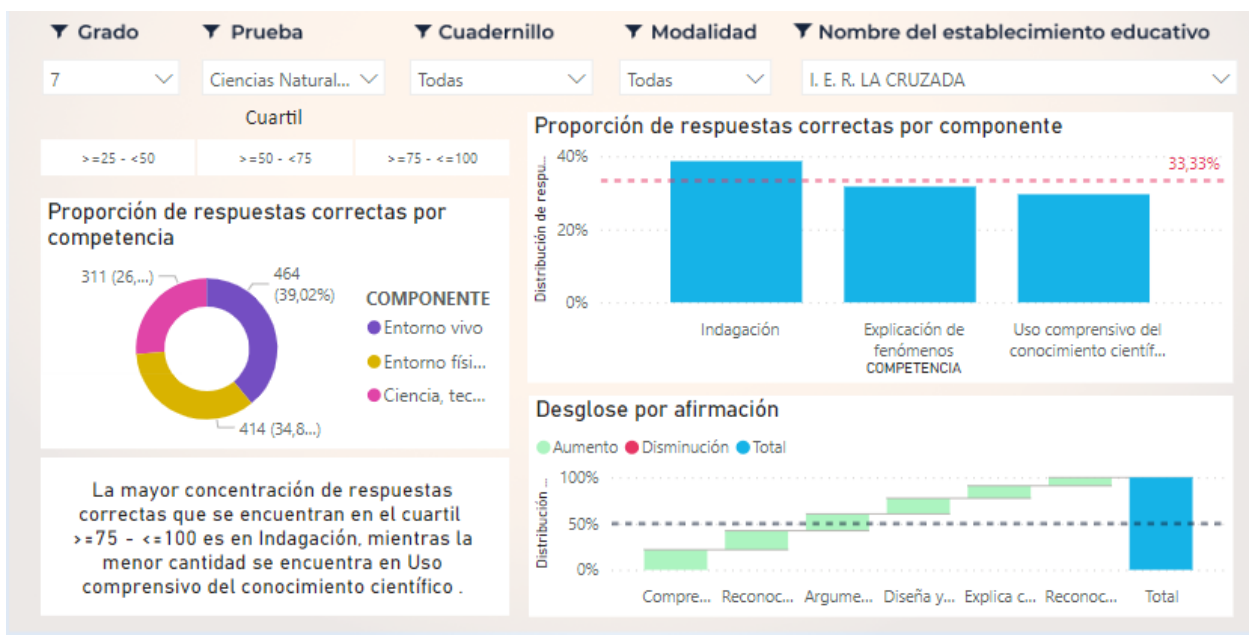 Grado
Prueba
Cuadernillo
Modalidad
Nombre del establecimiento educativo
7
Ciencias Natural...
Todas
Todas
I. E. R. LA CRUZADA
Cuartil
>=25 - <50
>=50 - <75
>=75 - <=100
Proporción de respuestas correctas por
competencia
311 (26,...)
464
(39,02%)
414 (34,8...)
COMPONENTE
Entorno vivo
Entorno físi...
Ciencia, tec...
La mayor concentración de respuestas
correctas que se encuentran en el cuartil
>=75 - <=100 es en Indagación, mientras la
menor cantidad se encuentra en Uso
comprensivo del conocimiento científico .
Proporción de respuestas correctas por componente
Distribución de respu...
40%
20%
0%
33,33%
Indagación
Explicación de
fenómenos
Uso comprensivo del
conocimiento científ...
COMPETENCIA
Desglose por afirmación
Aumento
Disminución
Total
Distribución ...
100%
50%
0%
Compre...
Reconoc...
Argume...
Diseña y...
Explica c...
Reconoc...
Total